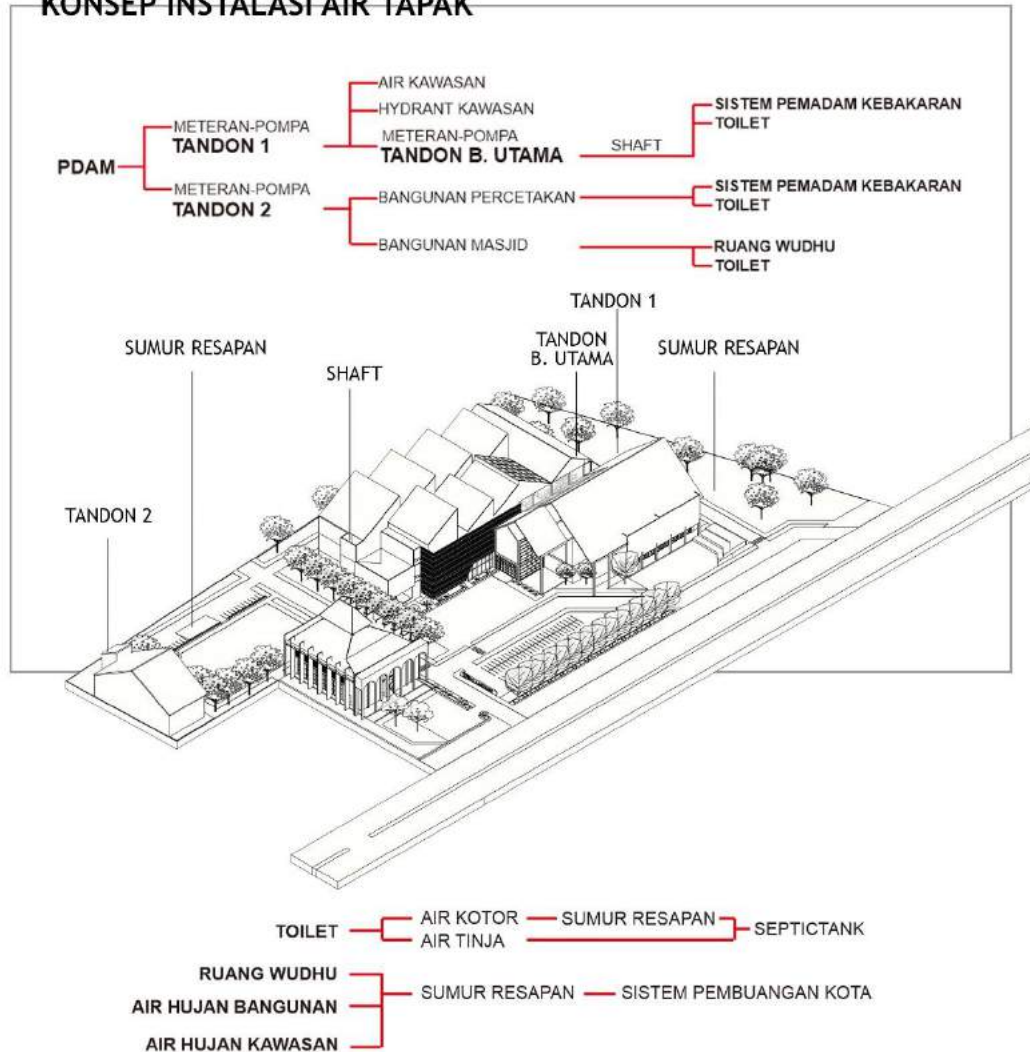 KONSEP INSTALASI AIR TAPAK
AIR KAWASAN
HYDRANT KAWASAN
METERAN-POMPA
TANDON 1
METERAN-POMPA
TANDON B. UTAMA
SHAFT
SISTEM PEMADAM KEBAKARAN
TOILET
PDAM
METERAN-POMPA
TANDON 2
BANGUNAN PERCETAKAN
SISTEM PEMADAM KEBAKARAN
TOILET
BANGUNAN MASJID
RUANG WUDHU
TOILET
TANDON 1
SUMUR RESAPAN
SHAFT
TANDON
B. UTAMA
SUMUR RESAPAN
TANDON 2
TOILET
AIR KOTOR
SUMUR RESAPAN
SEPTICTANK
AIR TINJA
RUANG WUDHU
AIR HUJAN BANGUNAN
SUMUR RESAPAN
SISTEM PEMBUANGAN KOTA
AIR HUJAN KAWASAN